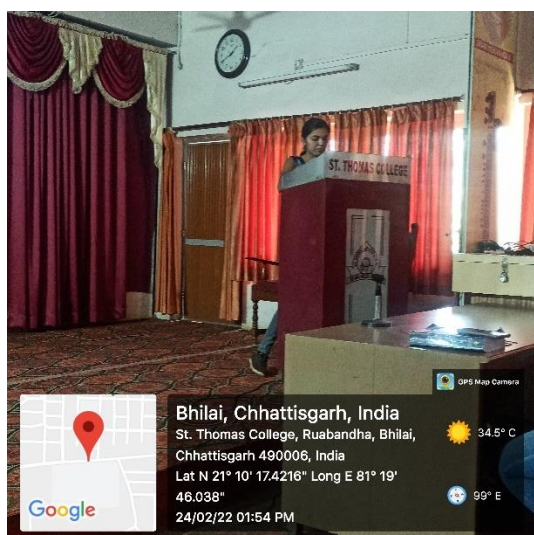 ST. THOMAS COLLEGE
GPS Map Camera
Bhilai, Chhattisgarh, India
St. Thomas College, Ruabandha, Bhilai,
Chhattisgarh 490006, India
Lat N 21° 10' 17.4216" Long E 81° 19'
46.038"
24/02/22 01:54 PM
34.5° C
99° E
Google